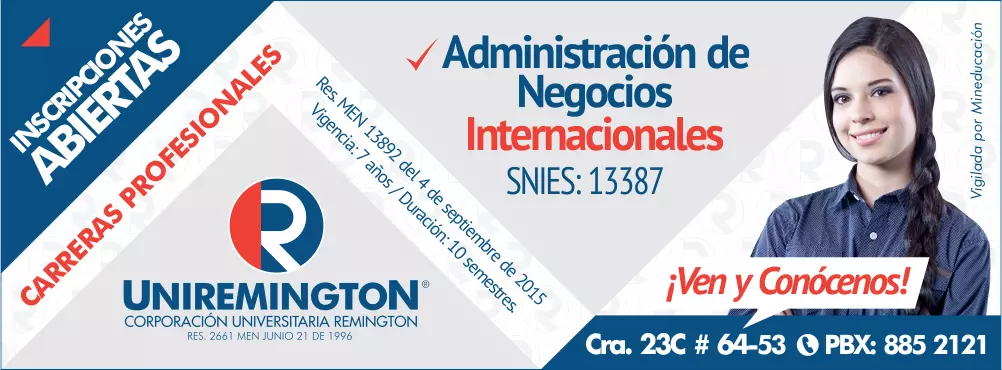 INSCRIPCIONES
ABIERTAS
CARRERAS PROFESIONALES
Res. MEN 13892 del 4 de septiembre de 2015
Vigencia: 7 años / Duración: 10 semestres.
UNIREMINGTON®
CORPORACIÓN UNIVERSITARIA REMINGTON
RES. 2661 MEN JUNIO 21 DE 1996
Administración de
Negocios
Internacionales
SNIES: 13387
Vigilada por Mineducación
¡Ven y Conócenos!
Cra. 23C # 64-53 PBX: 885 2121